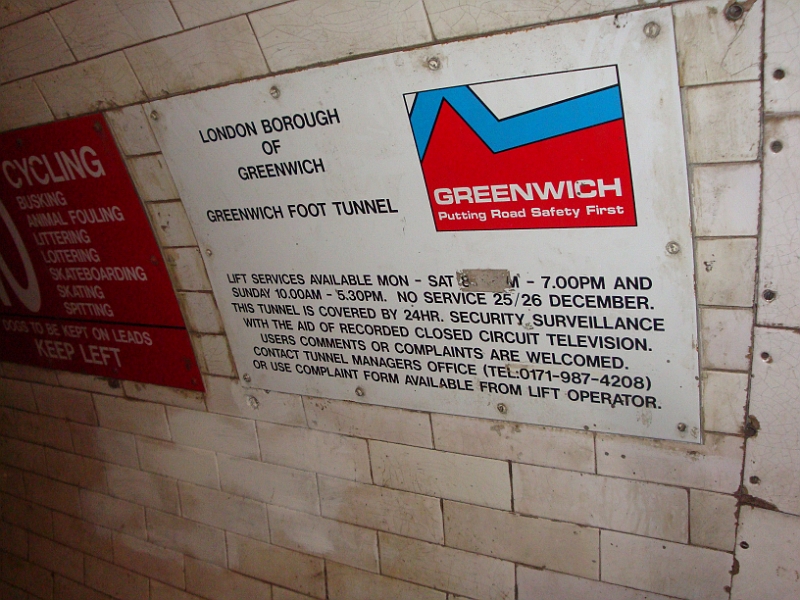 CYCLING
BUSKING
ANIMAL FOULING
LITTERING
LOITERING
SKATEBOARDING
SKATING
SPITTING
DOGS TO BE KEPT ON LEADS
KEEP LEFT
LONDON BOROUGH
OF
GREENWICH
GREENWICH FOOT TUNNEL
GREENWICH
Putting Road Safety First
LIFT SERVICES AVAILABLE MON - SAT - 7.00PM AND
SUNDAY 10.00AM - 5.30PM. NO SERVICE 25/26 DECEMBER.
THIS TUNNEL IS COVERED BY 24HR. SECURITY SURVEILLANCE
WITH THE AID OF RECORDED CLOSED CIRCUIT TELEVISION.
USERS COMMENTS OR COMPLAINTS ARE WELCOMED.
CONTACT TUNNEL MANAGERS OFFICE (TEL:0171-987-4208)
OR USE COMPLAINT FORM AVAILABLE FROM LIFT OPERATOR.